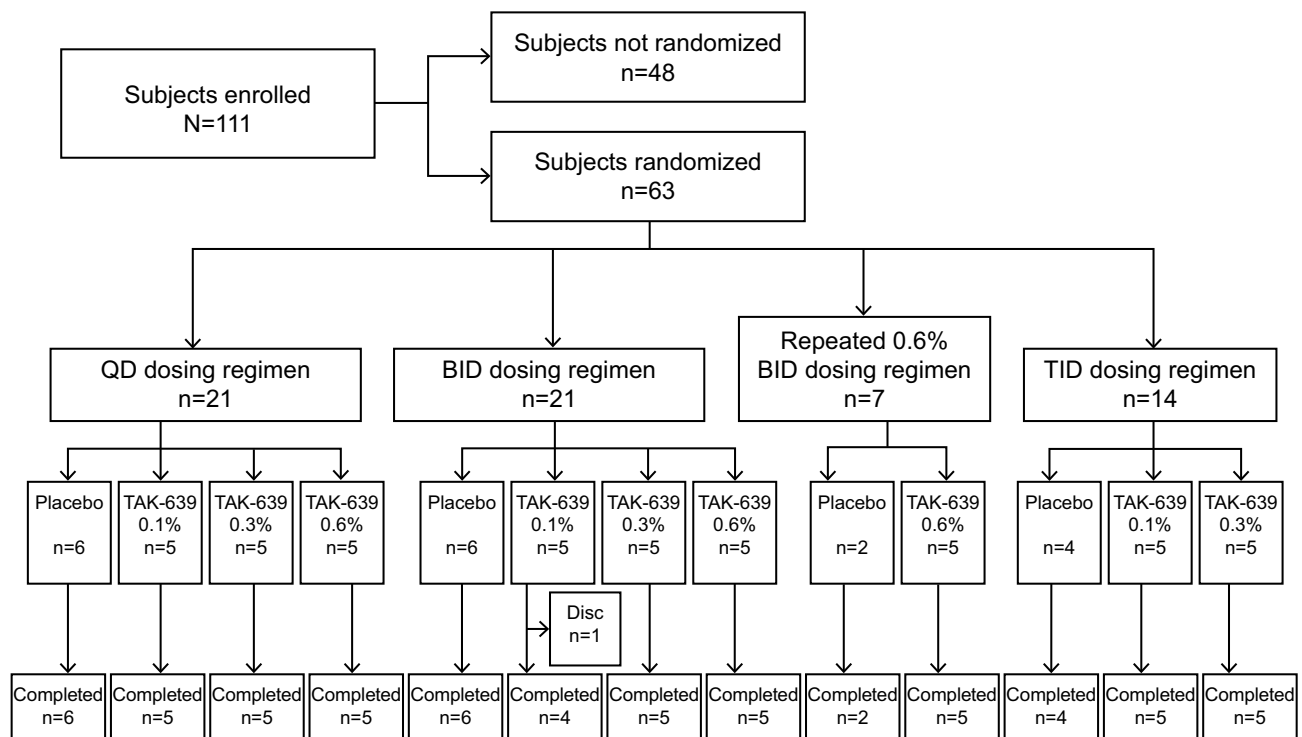 Subjects not randomized
n=48
Subjects enrolled
N=111
Subjects randomized
n=63
QD dosing regimen
n=21
BID dosing regimen
n=21
Repeated 0.6%
BID dosing regimen
n=7
TID dosing regimen
n=14
Placebo
n=6
TAK-639
0.1%
n=5
TAK-639
0.3%
n=5
TAK-639
0.6%
n=5
Placebo
n=6
TAK-639
0.1%
n=5
TAK-639
0.3%
n=5
TAK-639
0.6%
n=5
Placebo
n=2
TAK-639
0.6%
n=5
Placebo
n=4
TAK-639
0.1%
n=5
TAK-639
0.3%
n=5
Disc
n=1
Completed
n=6
Completed
n=5
Completed
n=5
Completed
n=5
Completed
n=6
Completed
n=4
Completed
n=5
Completed
n=5
Completed
n=2
Completed
n=5
Completed
n=4
Completed
n=5
Completed
n=5